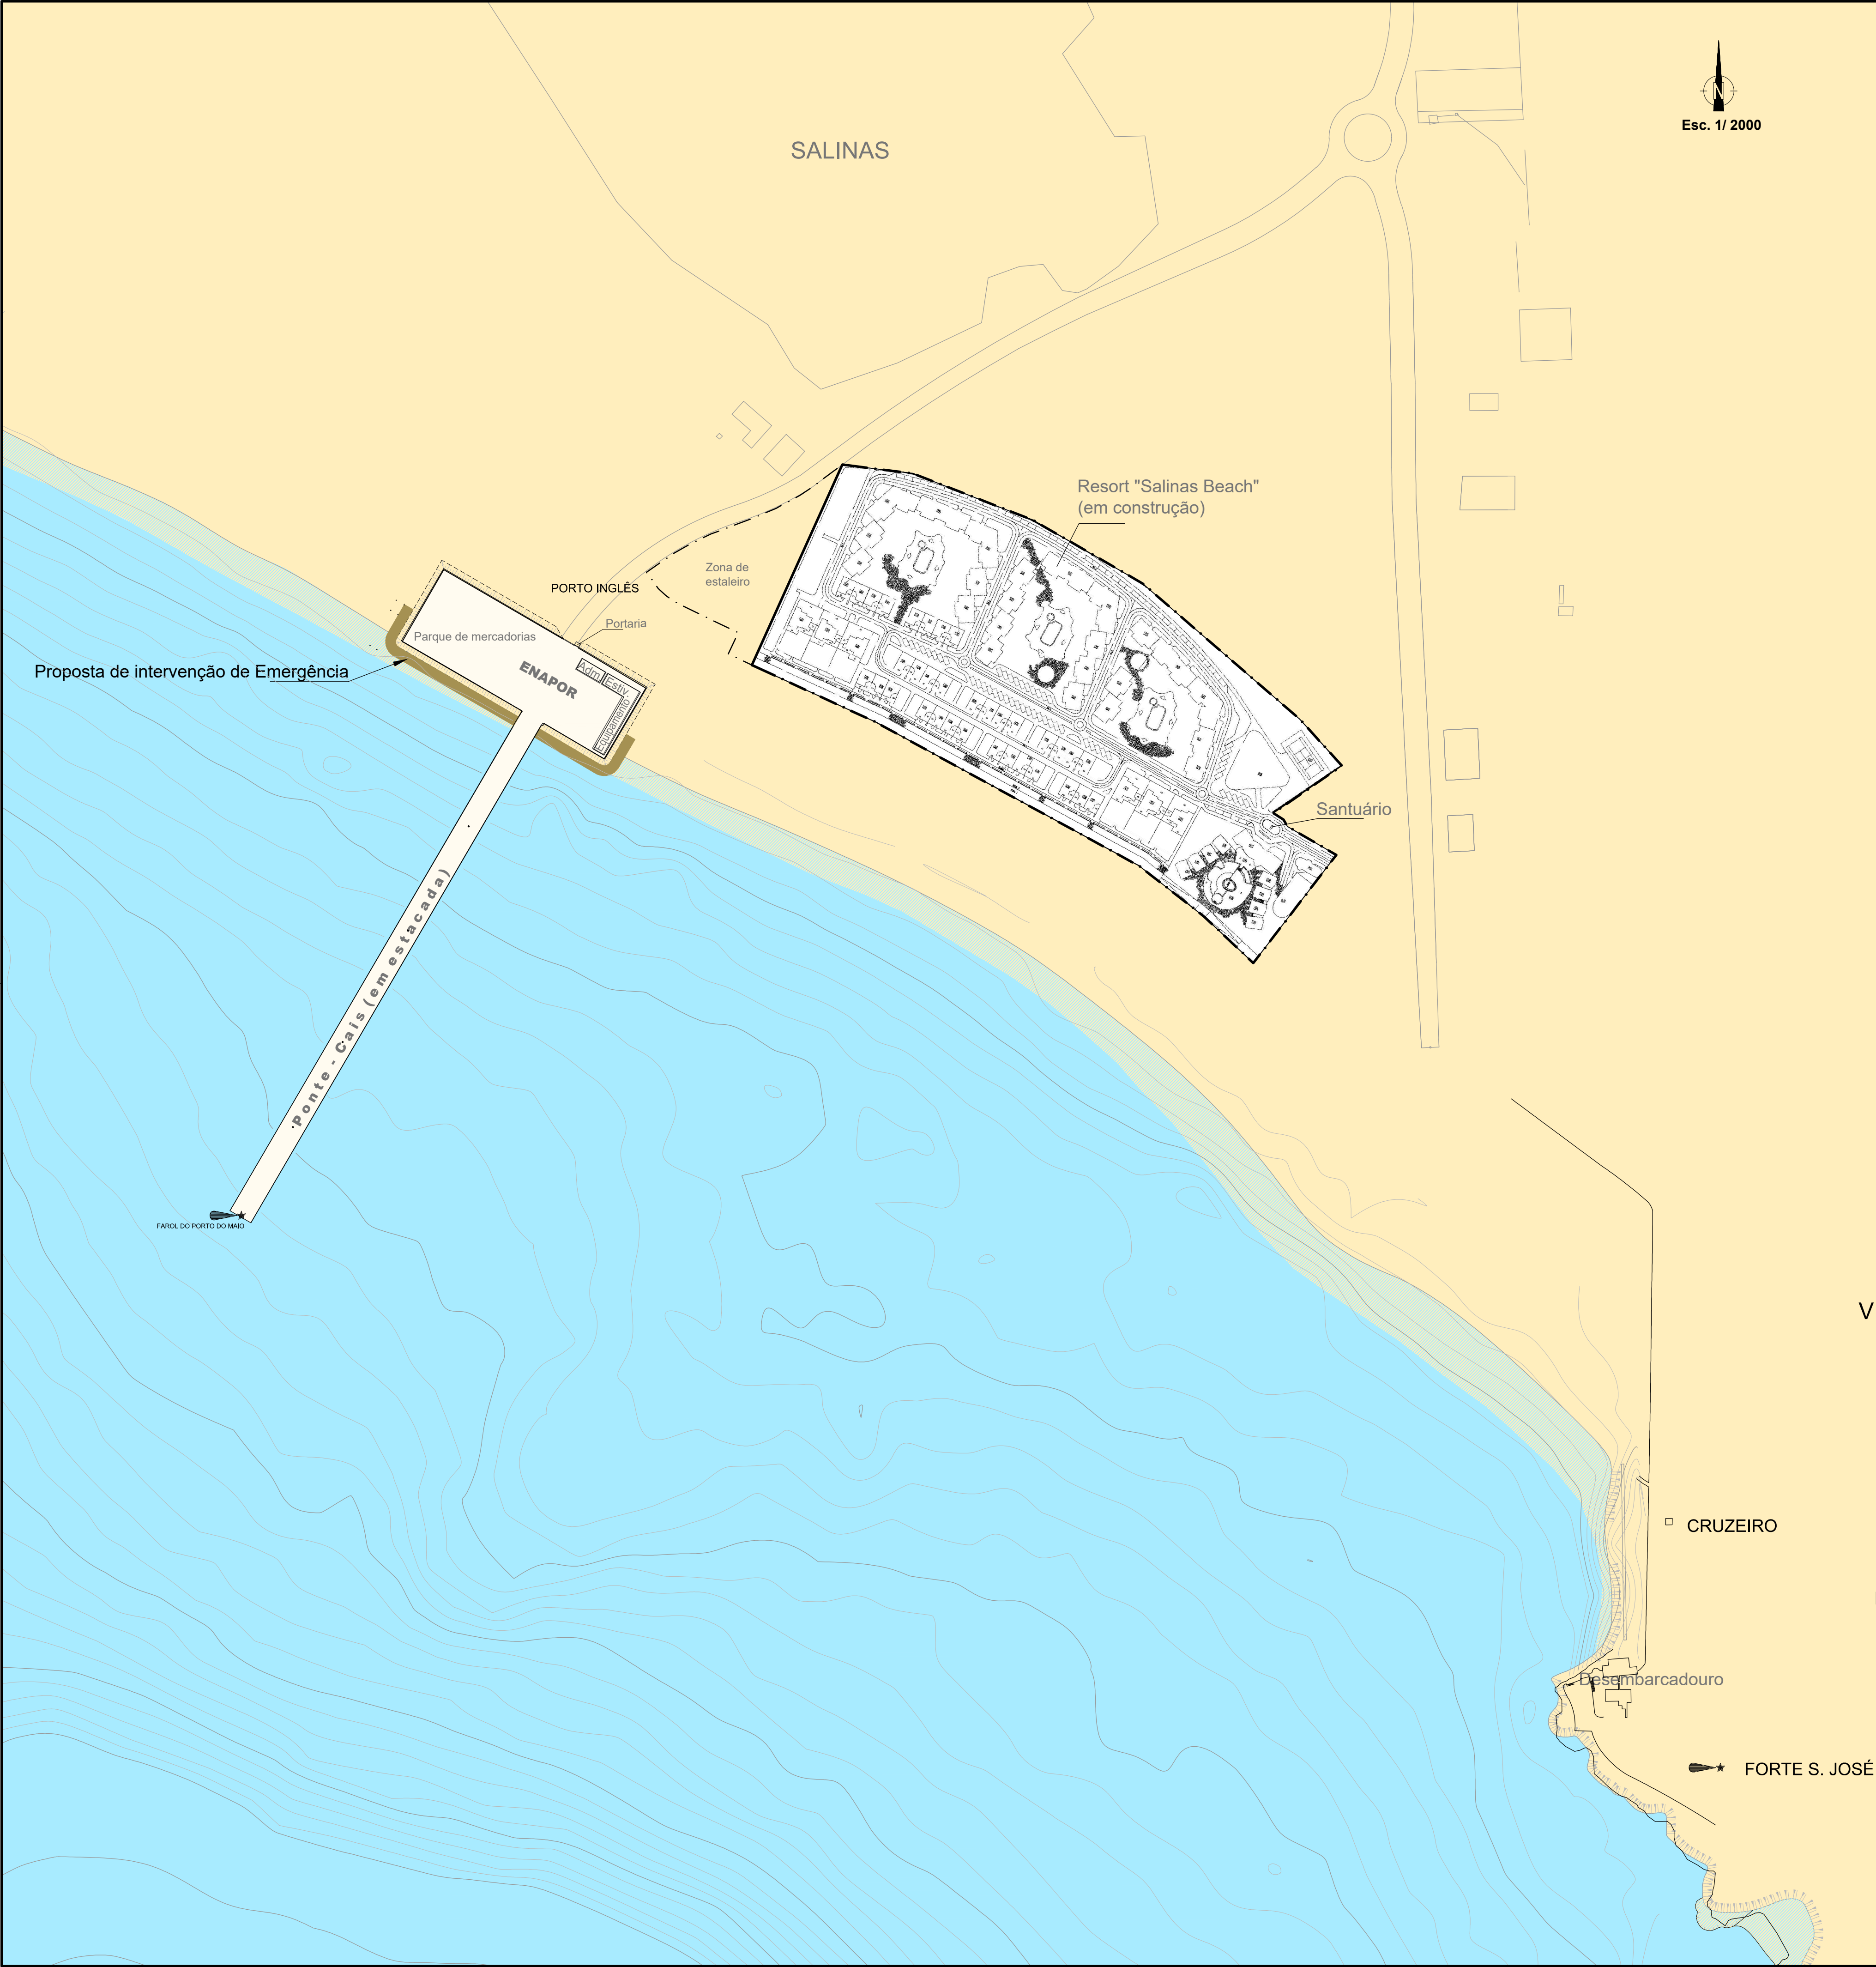 N
Esc. 1/ 2000
SALINAS
Resort "Salinas Beach"
(em construção)
Zona de
estaleiro
PORTO INGLÊS
Portaria
Parque de mercadorias
Proposta de intervenção de Emergência
ENAPOR
Adm.
Estiv.
Equipamento
Santuário
Ponte - Cais (em estacada)
FAROL DO PORTO DO MAIO
V
CRUZEIRO
Desembarcadouro
FORTE S. JOSÉ